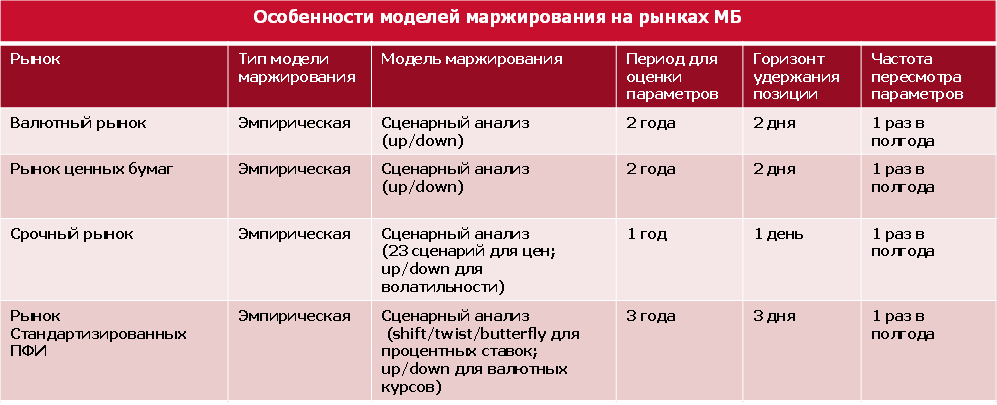 Особенности моделей маржирования на рынках МБ
Рынок
Тип модели
маржирования
Модель маржирования
Период для
оценки
параметров
Горизонт
удержания
позиции
Частота
пересмотра
параметров
Валютный рынок
Эмпирическая
Сценарный анализ
(up/down)
2 года
2 дня
1 раз в
полгода
Рынок ценных бумаг
Эмпирическая
Сценарный анализ
(up/down)
2 года
2 дня
1 раз в
полгода
Срочный рынок
Эмпирическая
Сценарный анализ
(23 сценарий для цен;
up/down для
волатильности)
1 год
1 день
1 раз в
полгода
Рынок
Стандартизированных
ПФИ
Эмпирическая
Сценарный анализ
(shift/twist/butterfly для
процентных ставок;
up/down для валютных
курсов)
3 года
3 дня
1 раз в
полгода